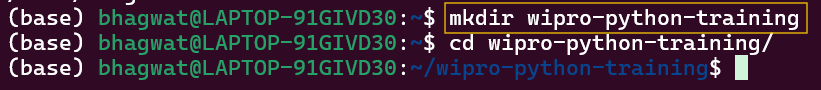 (base) bhagwat@LAPTOP-91GIVD30:~$ mkdir wipro-python-training
(base) bhagwat@LAPTOP-91GIVD30:~$ cd wipro-python-training/
(base) bhagwat@LAPTOP-91GIVD30:~/wipro-python-training$